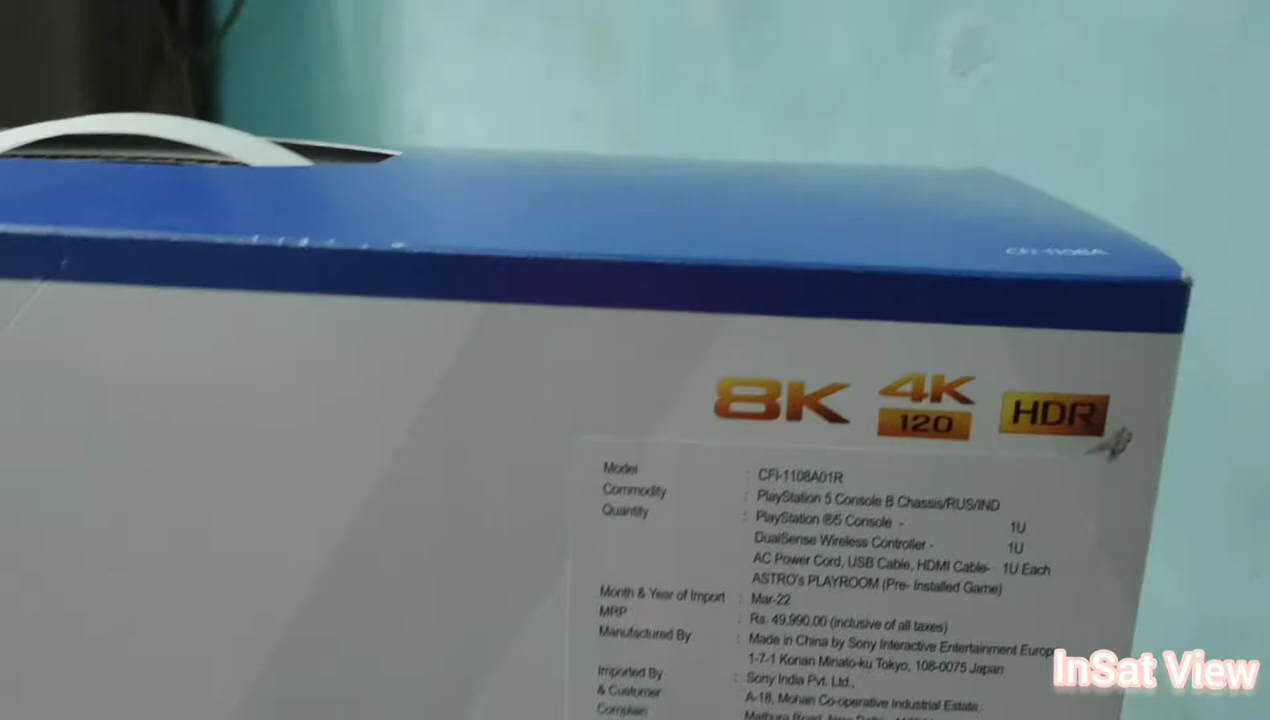 CFI-1108A
8K 4K 120 HDR
Model : CFI-1108A01R
Commodity : PlayStation 5 Console B Chassis/RUS/IND
Quantity : PlayStation ®5 Console - 1U
DualSense Wireless Controller - 1U
AC Power Cord, USB Cable, HDMI Cable- 1U Each
ASTRO's PLAYROOM (Pre- Installed Game)
Month & Year of Import : Mar-22
MRP : Rs. 49,990.00 (inclusive of all taxes)
Manufactured By : Made in China by Sony Interactive Entertainment Europ
1-7-1 Konan Minato-ku Tokyo, 108-0075 Japan
Imported By : Sony India Pvt. Ltd.,
& Customer A-18, Mohan Co-operative Industrial Estate,
Complain Mathura Road, New Delhi
InSat View